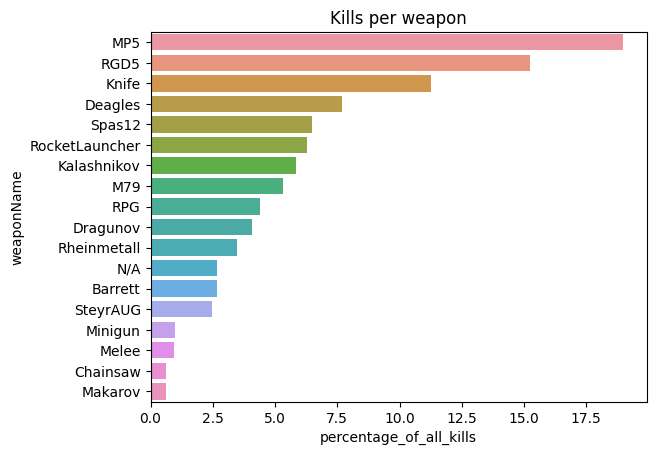 Kills per weapon
MP5
RGD5
Knife
Deagles
Spas12
RocketLauncher
Kalashnikov
M79
RPG
Dragunov
Rheinmetall
N/A
Barrett
SteyrAUG
Minigun
Melee
Chainsaw
Makarov
weaponName
0.0 2.5 5.0 7.5 10.0 12.5 15.0 17.5
percentage_of_all_kills